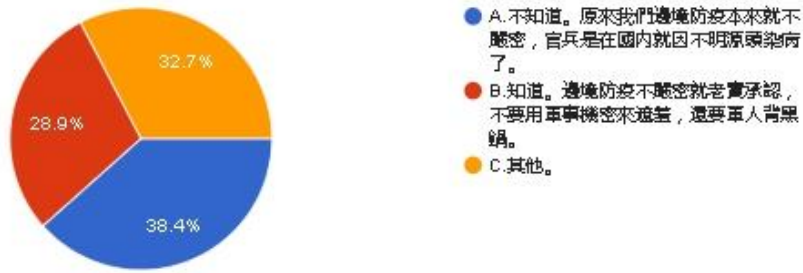 32.7%
28.9%
38.4%
A.不知道。原來我們邊境防疫本來就不
嚴密，官兵是在國內就因不明源頭染病
了。
B.知道。邊境防疫不嚴密就老實承認，
不要用軍事機密來遮蓋，還要軍人背黑
鍋。
C.其他。